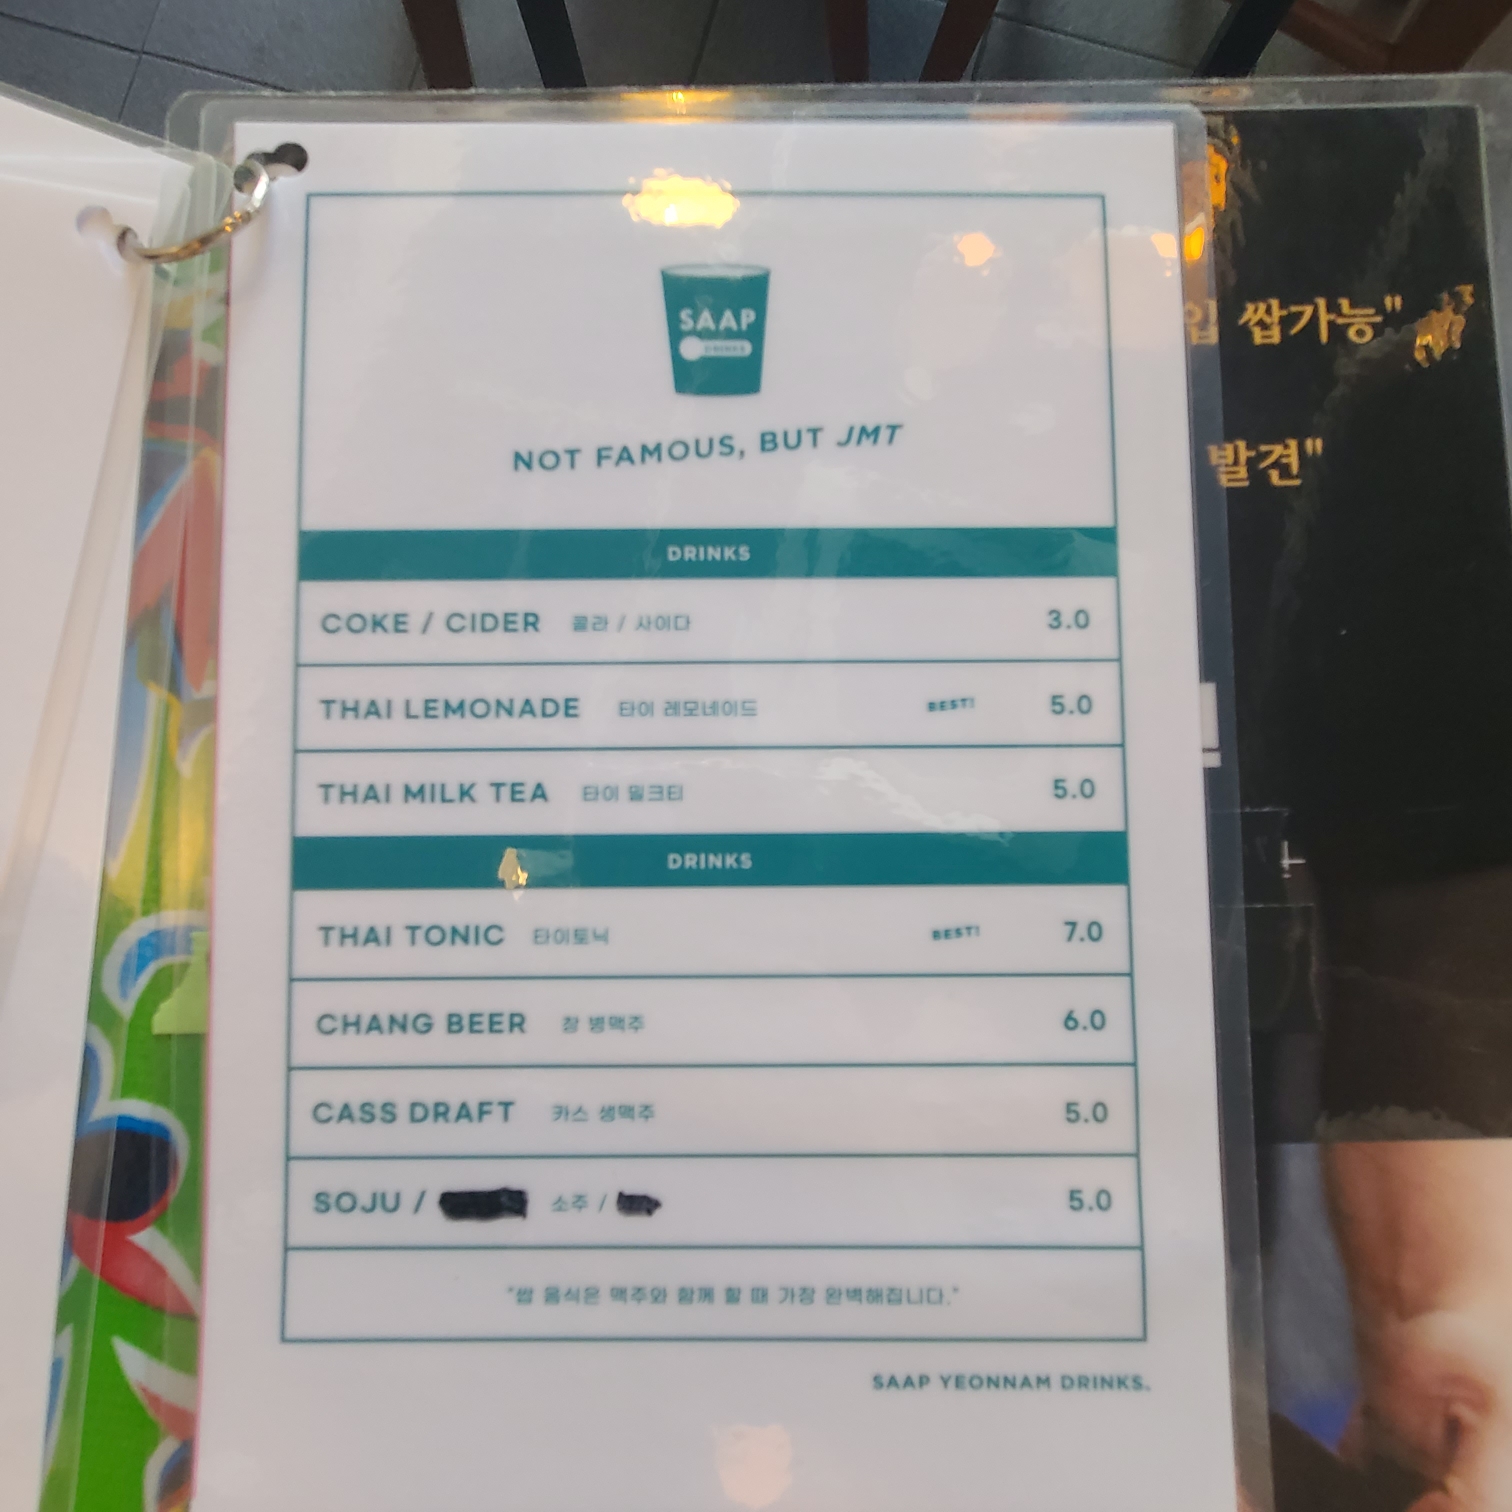 SAAP
DRINKS
NOT FAMOUS, BUT JMT
DRINKS
COKE / CIDER 콜라 / 사이다 3.0
THAI LEMONADE 타이 레모네이드 BEST! 5.0
THAI MILK TEA 타이 밀크티 5.0
DRINKS
THAI TONIC 타이토닉 BEST! 7.0
CHANG BEER 창 병맥주 6.0
CASS DRAFT 카스 생맥주 5.0
SOJU / 소주 / 5.0
"쌉 음식은 맥주와 함께 할 때 가장 완벽해집니다."
SAAP YEONNAM DRINKS.
입 쌉가능"
발견"